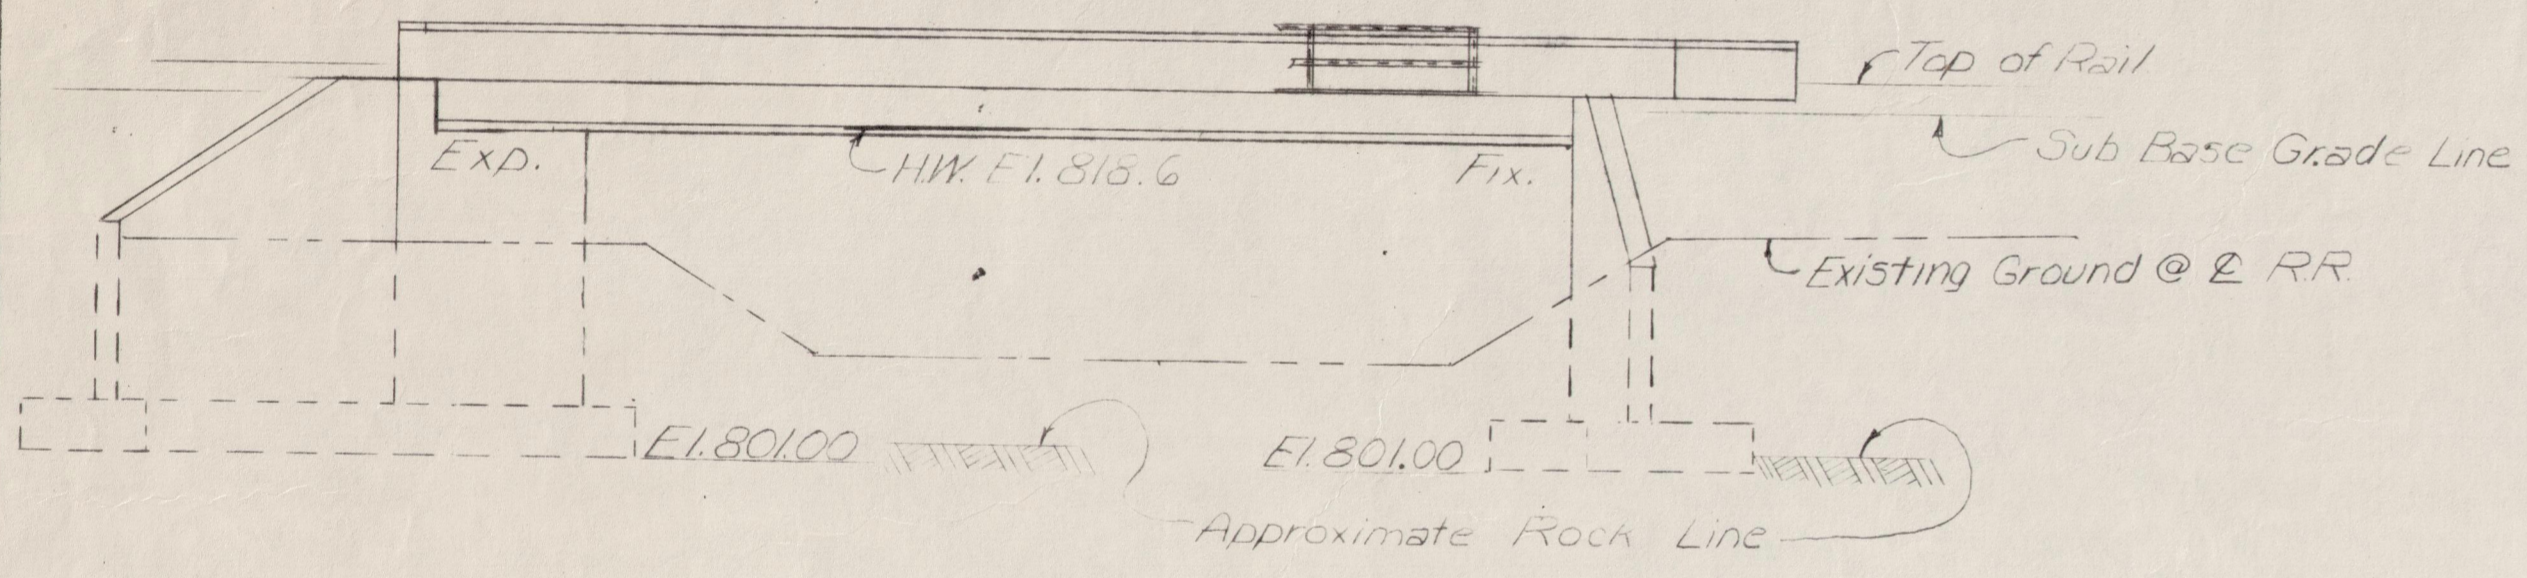 Top of Rail
Sub Base Grade Line
Exp.
H.W. El. 818.6
Fix.
Existing Ground @ ℄ R.R.
El. 801.00
El. 801.00
Approximate Rock Line